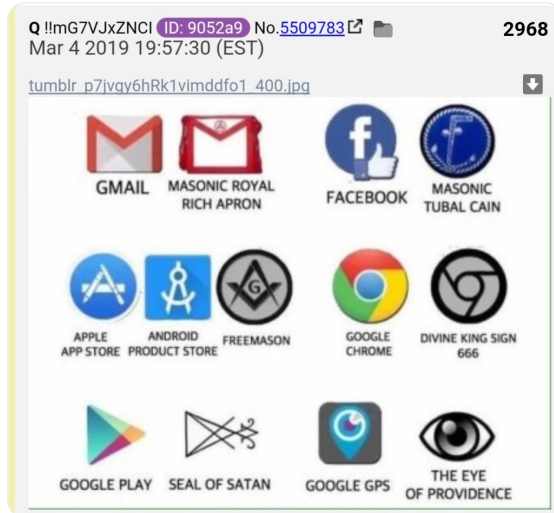 Q !!mG7VJxZNCI ID: 9052a9 No.5509783 2968
Mar 4 2019 19:57:30 (EST)
tumblr_p7jvgy6hRk1vimddfo1_400.jpg
GMAIL
MASONIC ROYAL
RICH APRON
FACEBOOK
MASONIC
TUBAL CAIN
APPLE
APP STORE
ANDROID
PRODUCT STORE
G
FREEMASON
GOOGLE
CHROME
DIVINE KING SIGN
666
GOOGLE PLAY
SEAL OF SATAN
GOOGLE GPS
THE EYE
OF PROVIDENCE